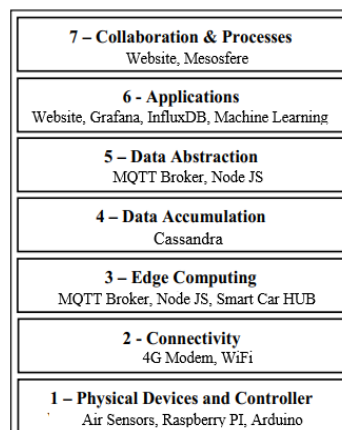 7 – Collaboration & Processes
Website, Mesosfere
6 - Applications
Website, Grafana, InfluxDB, Machine Learning
5 – Data Abstraction
MQTT Broker, Node JS
4 – Data Accumulation
Cassandra
3 – Edge Computing
MQTT Broker, Node JS, Smart Car HUB
2 - Connectivity
4G Modem, WiFi
1 – Physical Devices and Controller
Air Sensors, Raspberry PI, Arduino